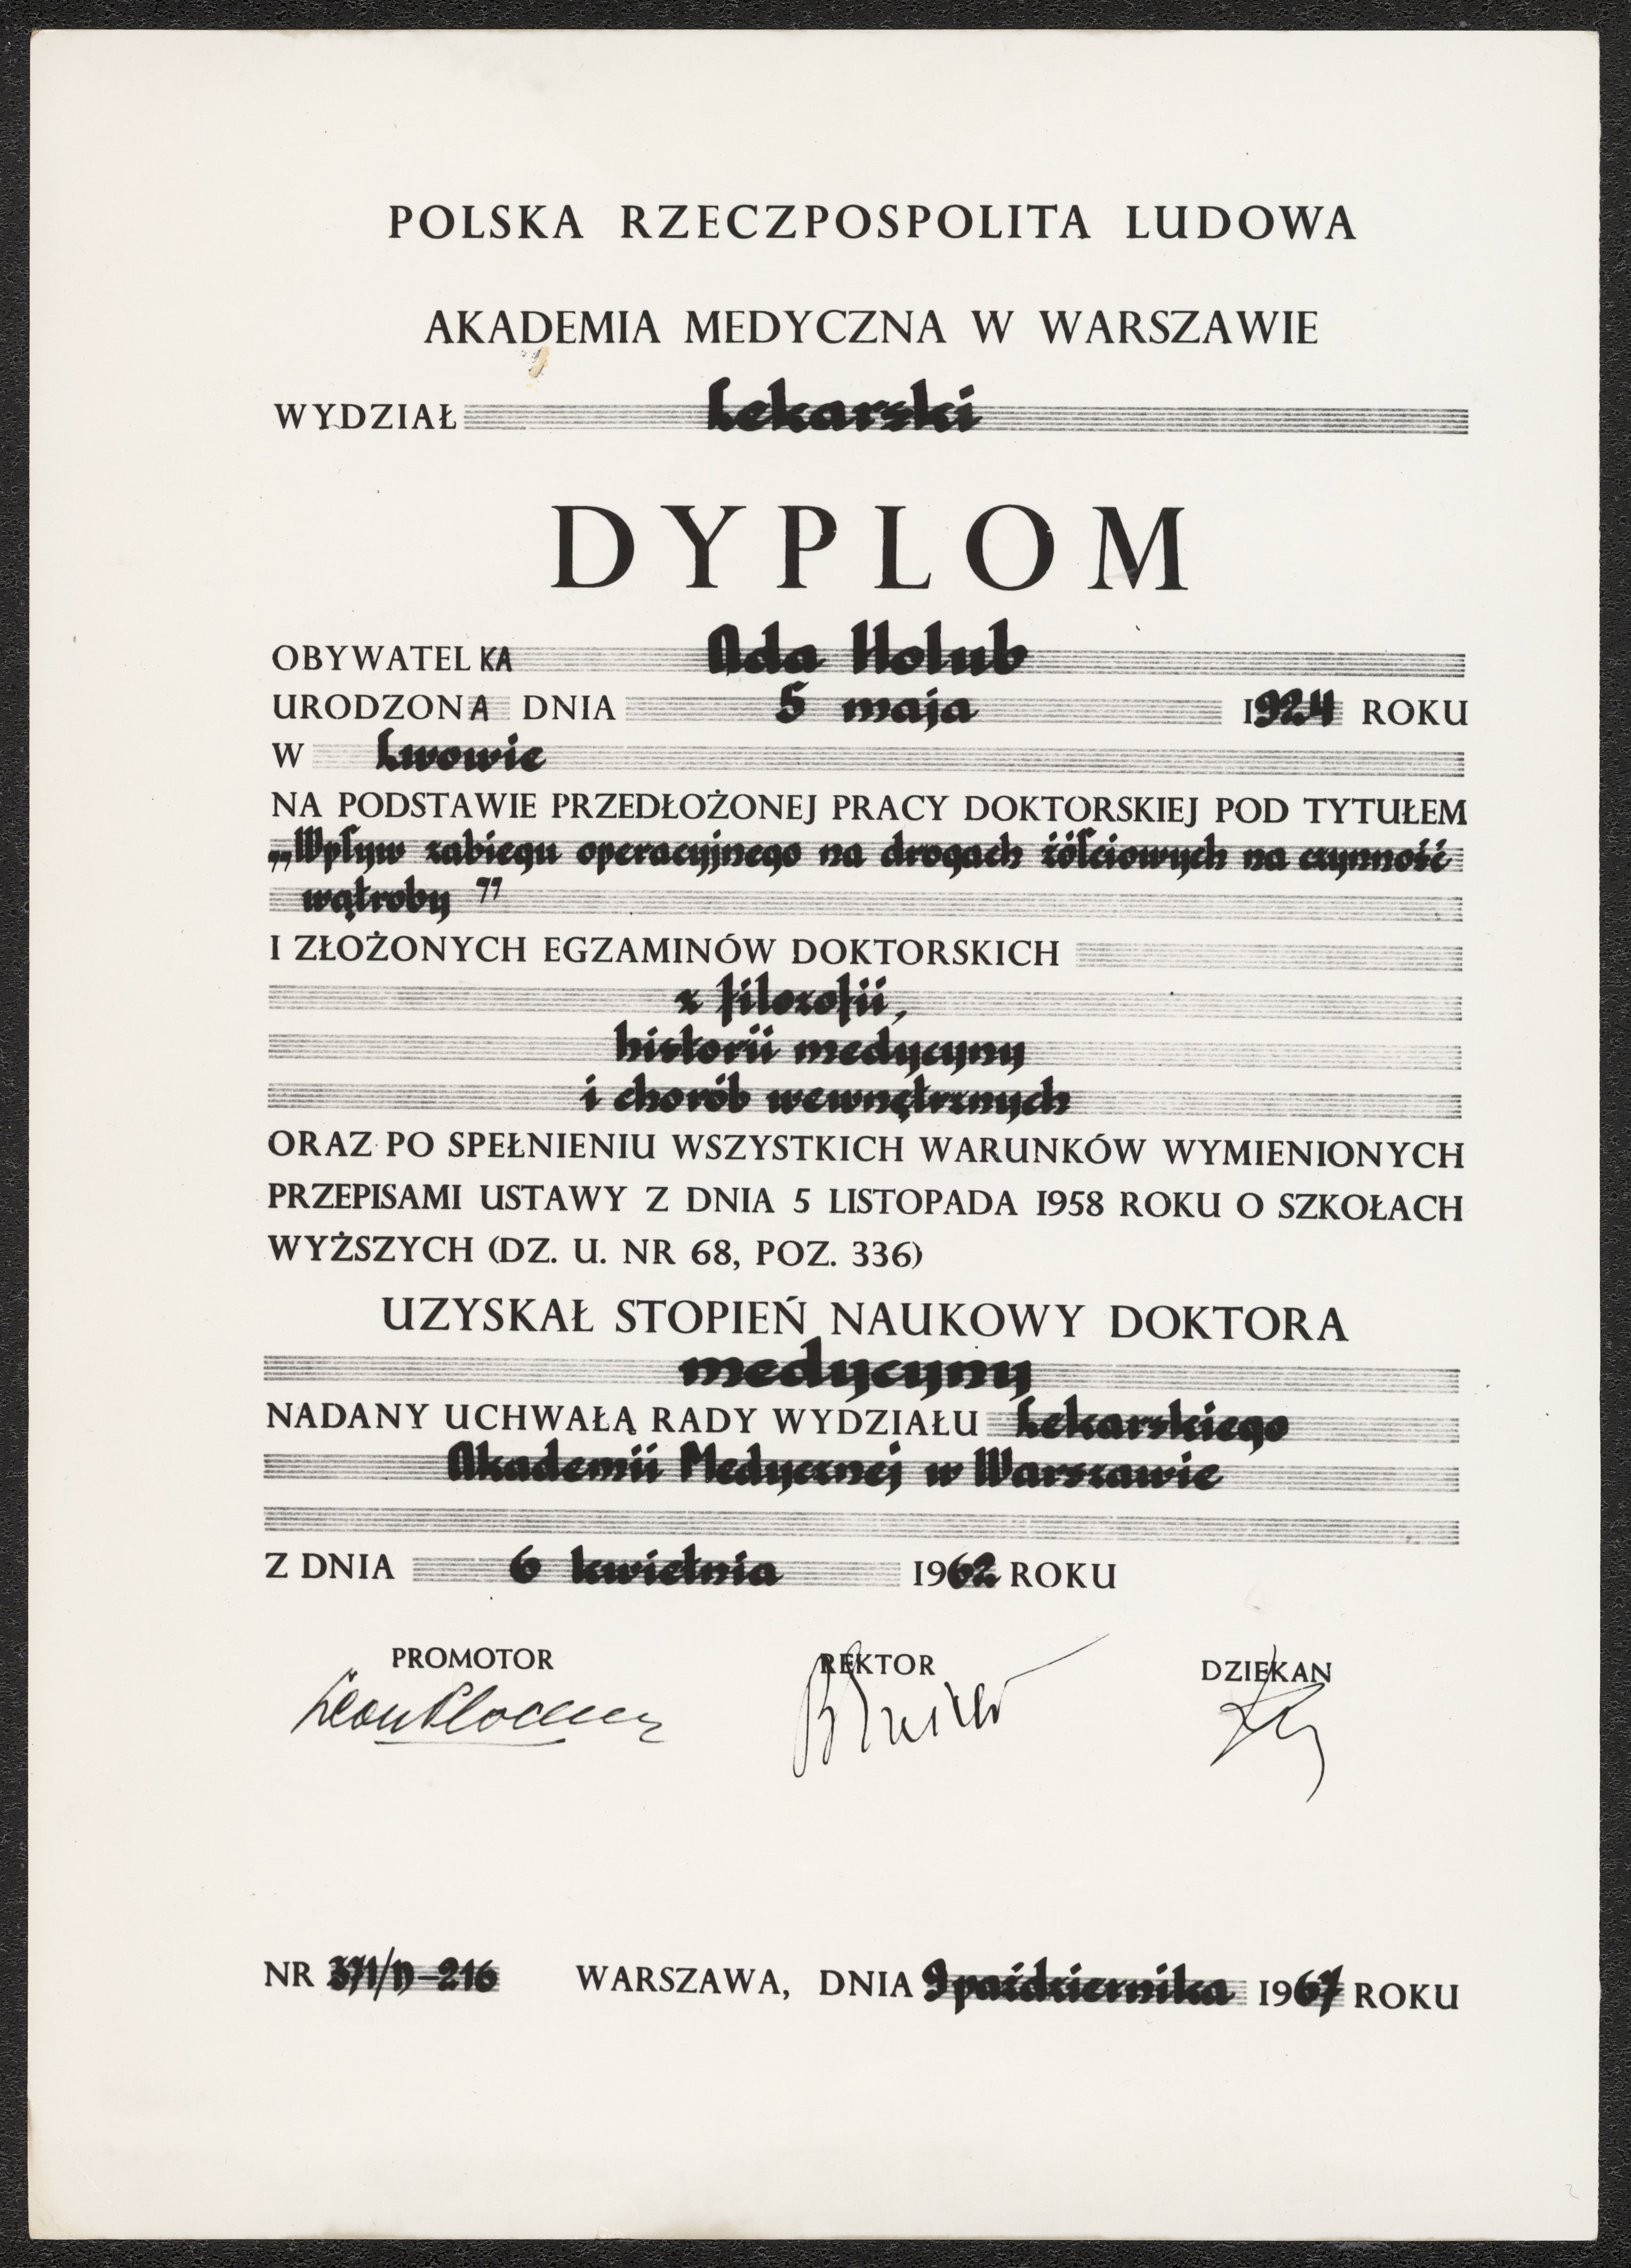 POLSKA RZECZPOSPOLITA LUDOWA
AKADEMIA MEDYCZNA W WARSZAWIE
WYDZIAŁ Lekarski
DYPLOM
OBYWATELKA Ada Holub
URODZONA DNIA 5 maja 1924 ROKU
W Lwowie
NA PODSTAWIE PRZEDŁOŻONEJ PRACY DOKTORSKIEJ POD TYTUŁEM
„Wpływ zabiegu operacyjnego na drogach żółciowych na czynność
wątroby”
I ZŁOŻONYCH EGZAMINÓW DOKTORSKICH
z filozofii,
historii medycyny
i chorób wewnętrznych
ORAZ PO SPEŁNIENIU WSZYSTKICH WARUNKÓW WYMIENIONYCH
PRZEPISAMI USTAWY Z DNIA 5 LISTOPADA 1958 ROKU O SZKOŁACH
WYŻSZYCH (DZ. U. NR 68, POZ. 336)
UZYSKAŁ STOPIEŃ NAUKOWY DOKTORA
medycyny
NADANY UCHWAŁĄ RADY WYDZIAŁU Lekarskiego
Akademii Medycznej w Warszawie
Z DNIA 6 kwietnia 1962 ROKU
PROMOTOR REKTOR DZIEKAN
NR 371/D-216 WARSZAWA, DNIA 9 października 1967 ROKU